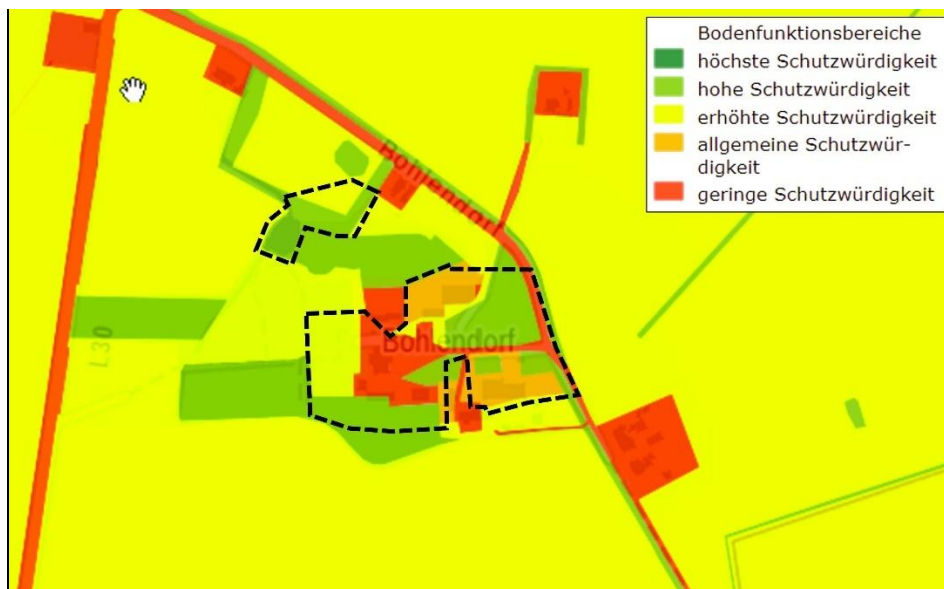 Bodenfunktionsbereiche
höchste Schutzwürdigkeit
hohe Schutzwürdigkeit
erhöhte Schutzwürdigkeit
allgemeine Schutzwür-
digkeit
geringe Schutzwürdigkeit
Bohlendorf
Bohlendorf
L30